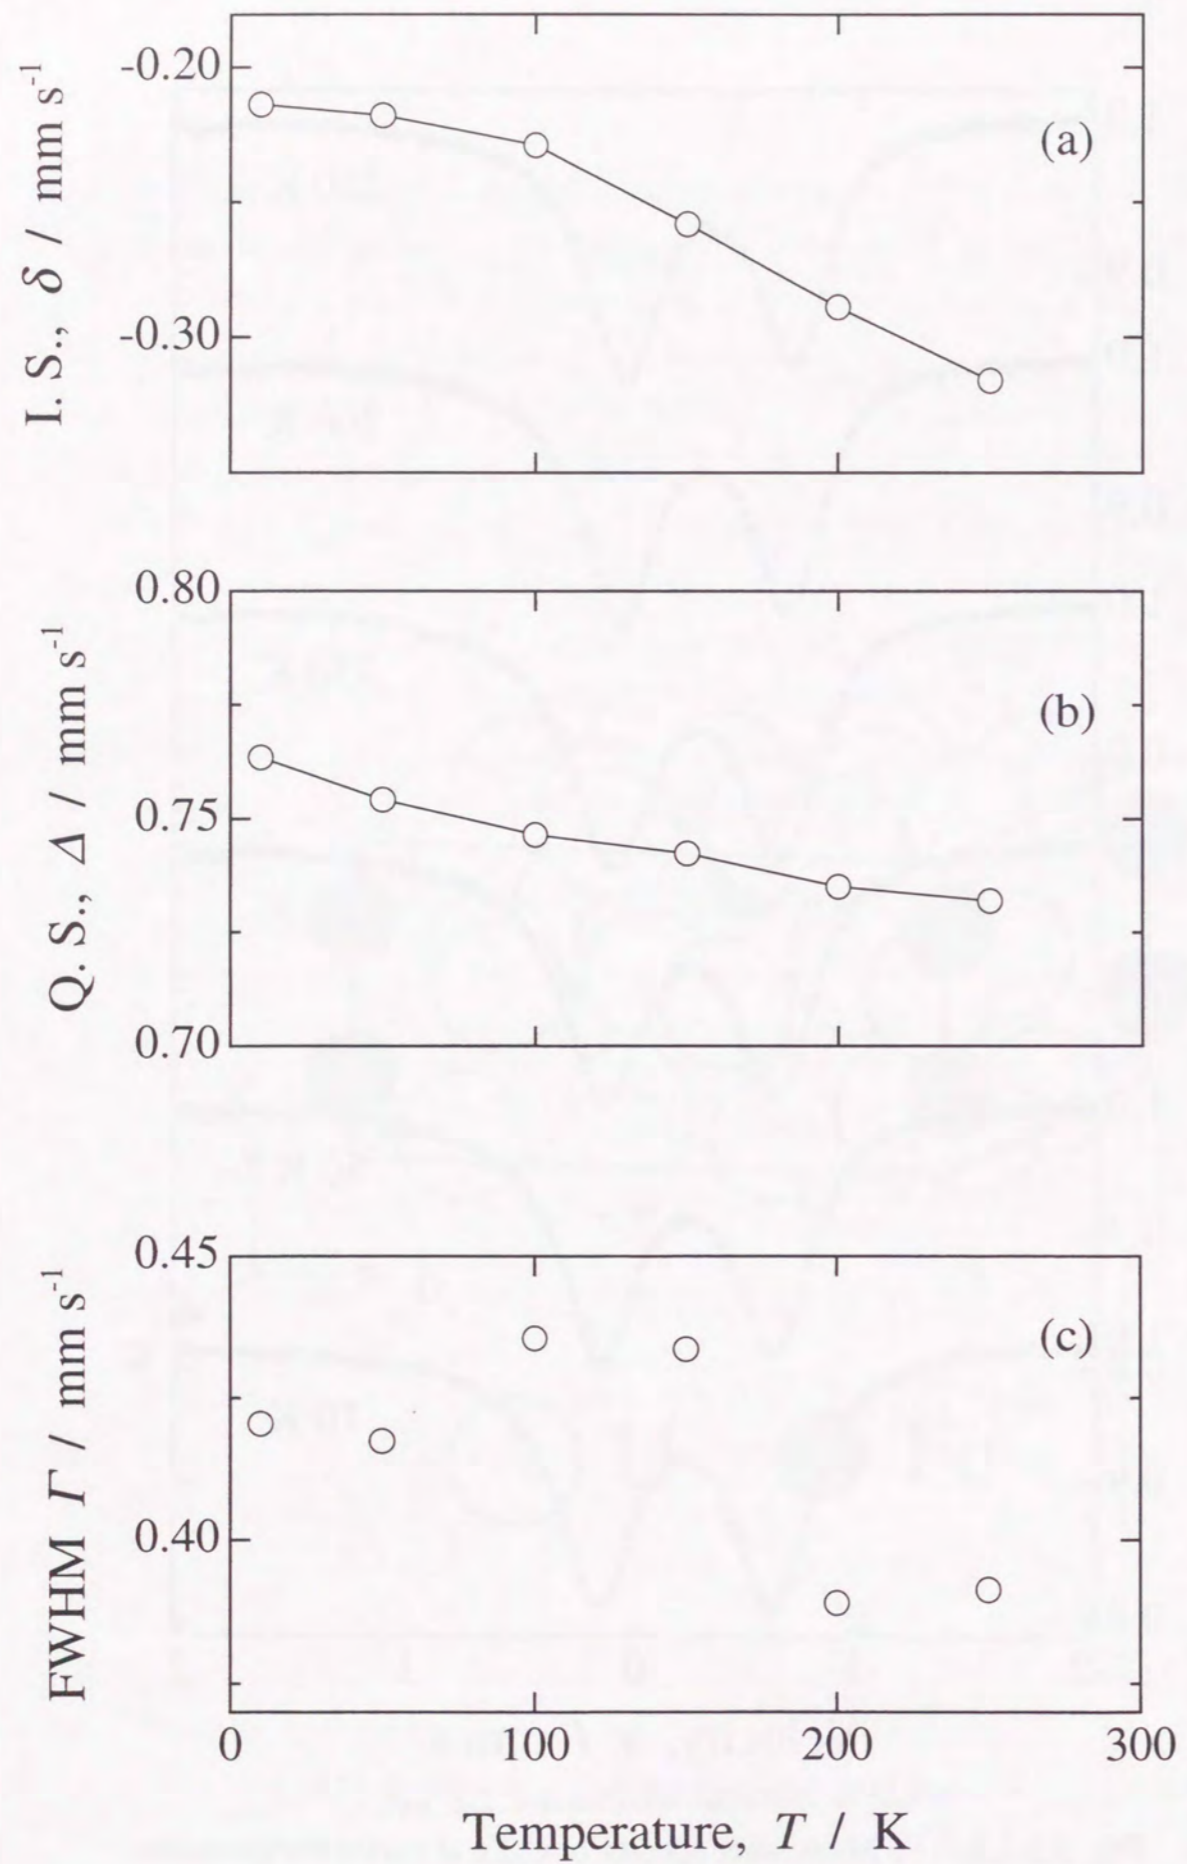 I. S., δ / mm s⁻¹
-0.20
-0.30
(a)
Q. S., Δ / mm s⁻¹
0.80
0.75
0.70
(b)
FWHM Γ / mm s⁻¹
0.45
0.40
(c)
0 100 200 300
Temperature, T / K